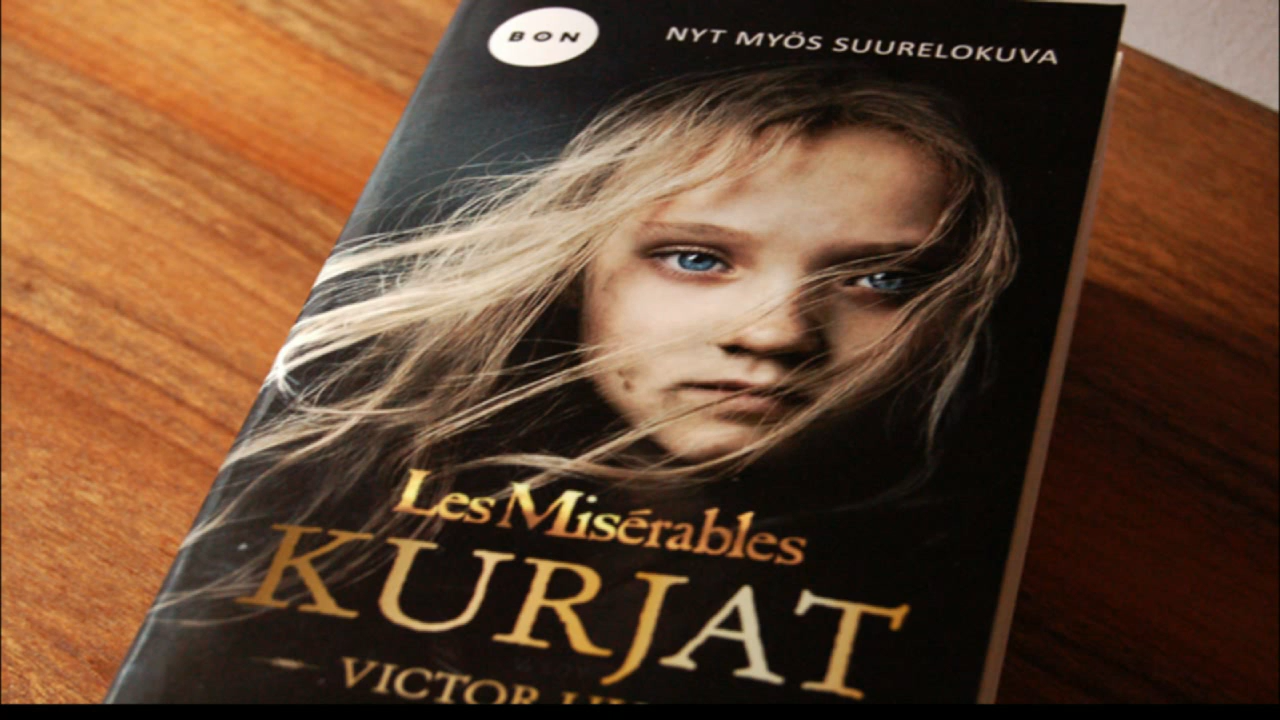 BON
NYT MYÖS SUURELOKUVA
Les Misérables
KURJAT
VICTOR